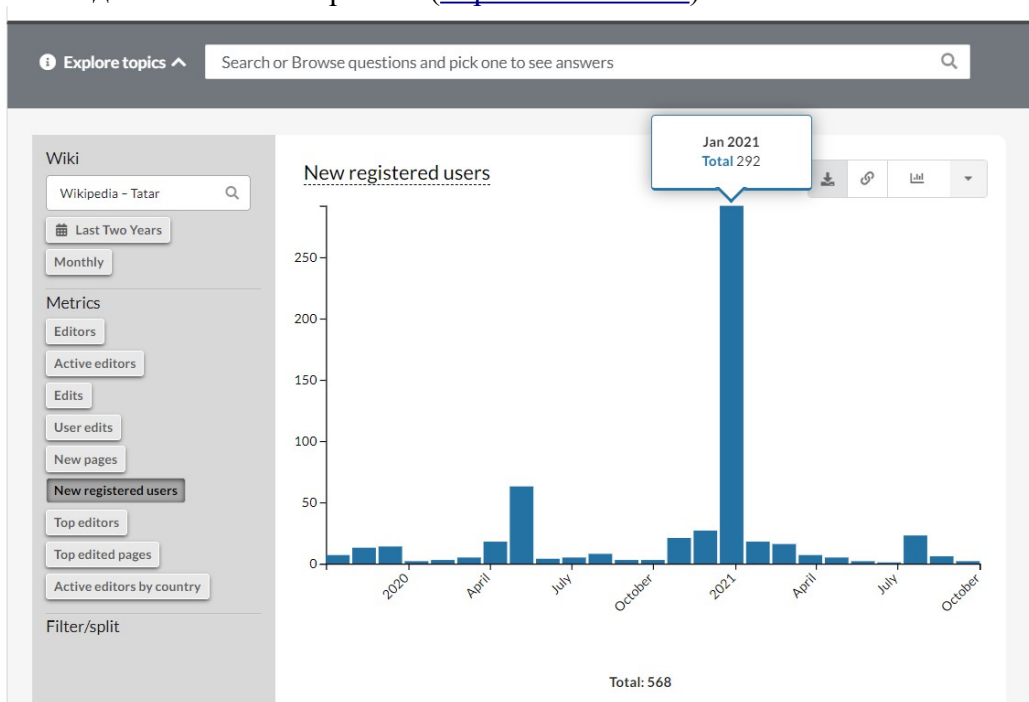 Explore topics
Search or Browse questions and pick one to see answers
Wiki
Wikipedia – Tatar
Last Two Years
Monthly
Metrics
Editors
Active editors
Edits
User edits
New pages
New registered users
Top editors
Top edited pages
Active editors by country
Filter/split
New registered users
Jan 2021
Total 292
250
200
150
100
50
0
2020
April
July
October
2021
April
July
October
Total: 568